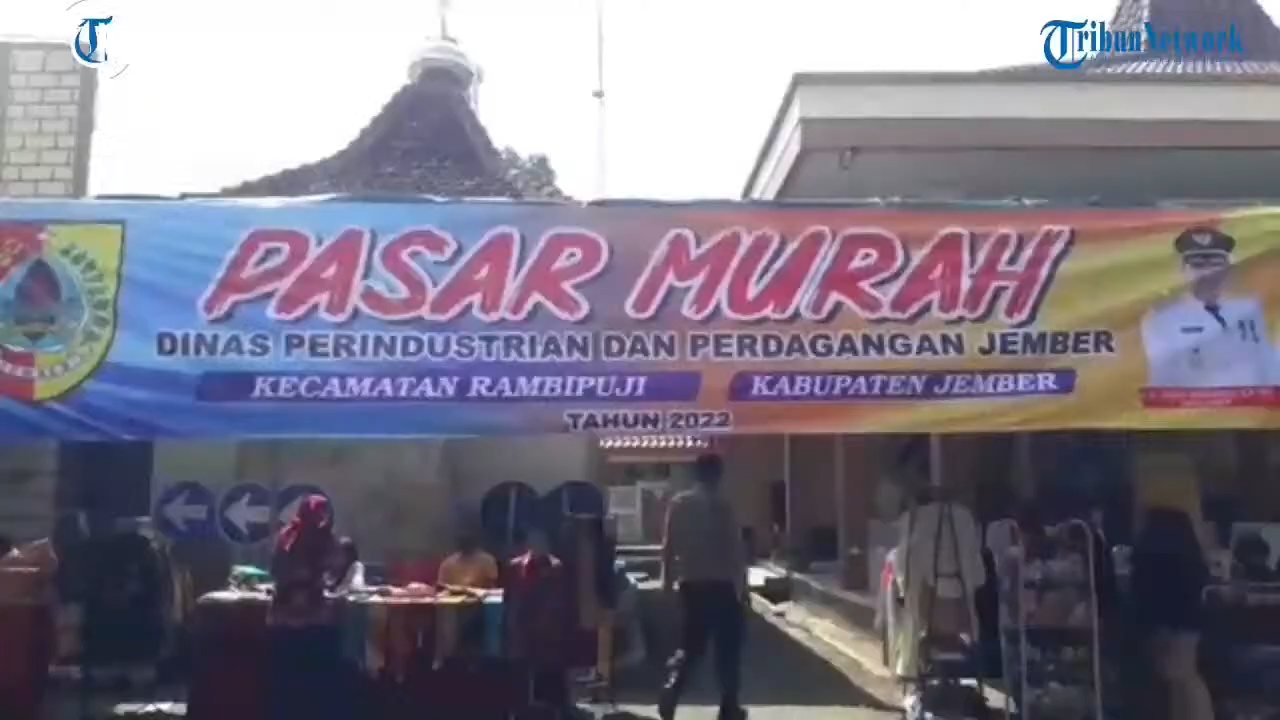 T
TribunNetwork
PASAR MURAH
DINAS PERINDUSTRIAN DAN PERDAGANGAN JEMBER
KECAMATAN RAMBIPUJI
KABUPATEN JEMBER
TAHUN 2022